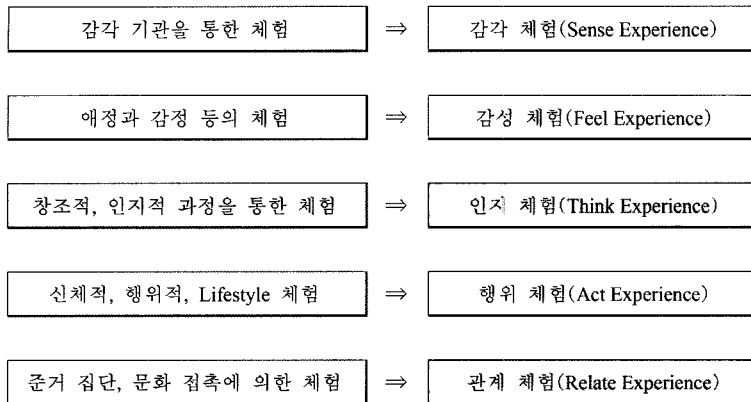 감각 기관을 통한 체험 ⇒ 감각 체험(Sense Experience)
애정과 감정 등의 체험 ⇒ 감성 체험(Feel Experience)
창조적, 인지적 과정을 통한 체험 ⇒ 인지 체험(Think Experience)
신체적, 행위적, Lifestyle 체험 ⇒ 행위 체험(Act Experience)
준거 집단, 문화 접촉에 의한 체험 ⇒ 관계 체험(Relate Experience)